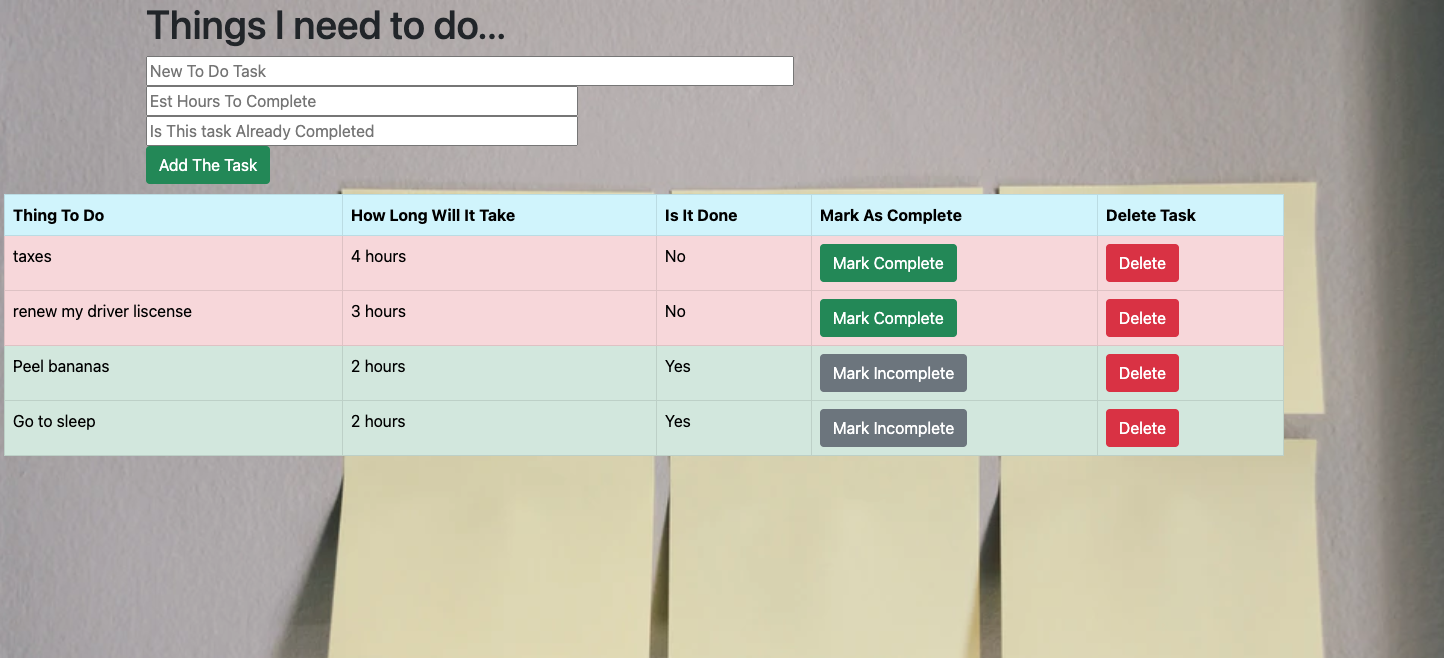 Things I need to do...
New To Do Task
Est Hours To Complete
Is This task Already Completed
Add The Task
Thing To Do How Long Will It Take Is It Done Mark As Complete Delete Task
taxes 4 hours No Mark Complete Delete
renew my driver liscense 3 hours No Mark Complete Delete
Peel bananas 2 hours Yes Mark Incomplete Delete
Go to sleep 2 hours Yes Mark Incomplete Delete